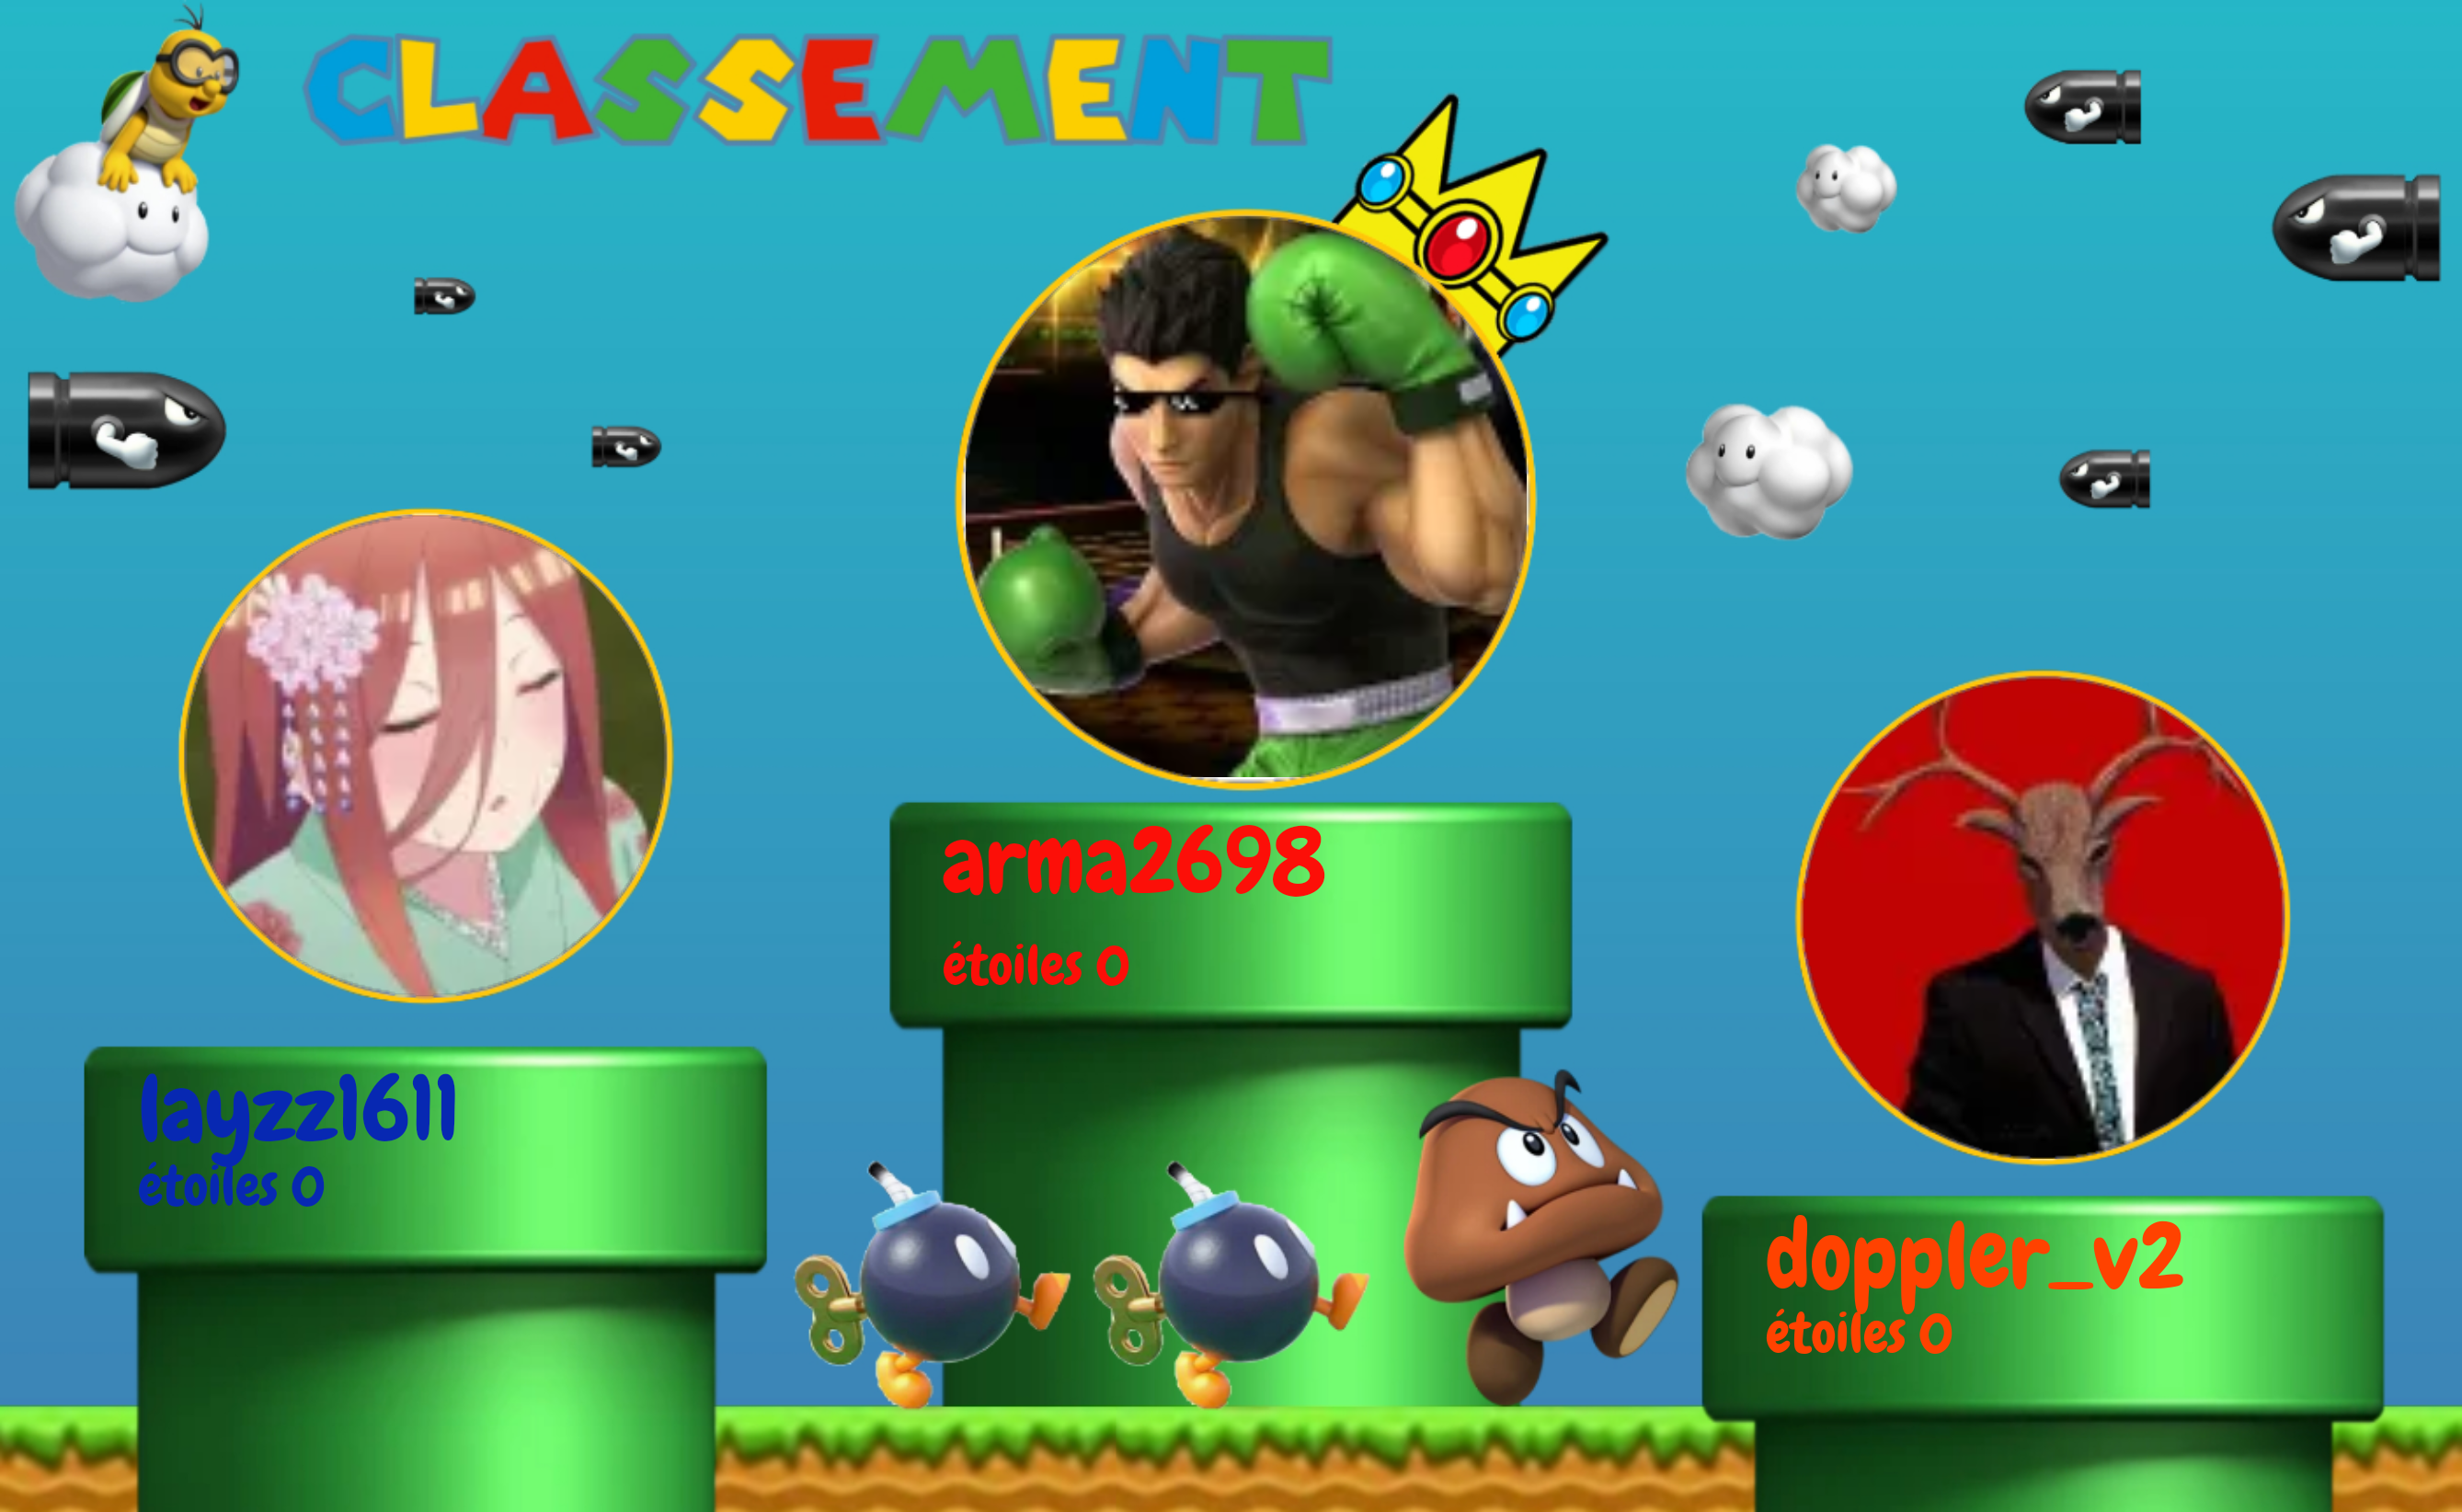 CLASSEMENT
arma2698
étoiles 0
layzz1611
étoiles 0
doppler_v2
étoiles 0